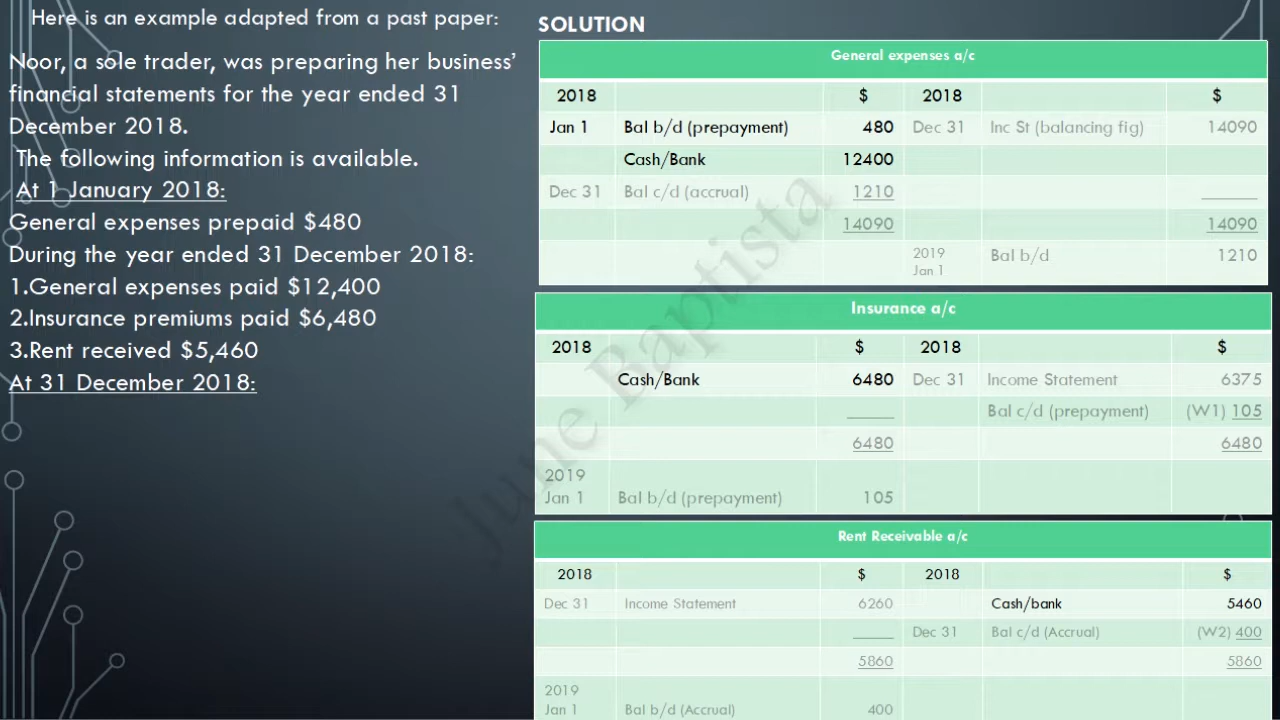 Here is an example adapted from a past paper:
Noor, a sole trader, was preparing her business’
financial statements for the year ended 31
December 2018.
The following information is available.
At 1 January 2018:
General expenses prepaid $480
During the year ended 31 December 2018:
1.General expenses paid $12,400
2.Insurance premiums paid $6,480
3.Rent received $5,460
At 31 December 2018:
SOLUTION
General expenses a/c
2018 $ 2018 $
Jan 1 Bal b/d (prepayment) 480 Dec 31 Inc St (balancing fig) 14090
Cash/Bank 12400
Dec 31 Bal c/d (accrual) 1210
14090 14090
2019
Jan 1 Bal b/d 1210
Insurance a/c
2018 $ 2018 $
Cash/Bank 6480 Dec 31 Income Statement 6375
Bal c/d (prepayment) (W1) 105
6480 6480
2019
Jan 1 Bal b/d (prepayment) 105
Rent Receivable a/c
2018 $ 2018 $
Dec 31 Income Statement 6260 Cash/bank 5460
Dec 31 Bal c/d (Accrual) (W2) 400
5860 5860
2019
Jan 1 Bal b/d (Accrual) 400
June Baptista